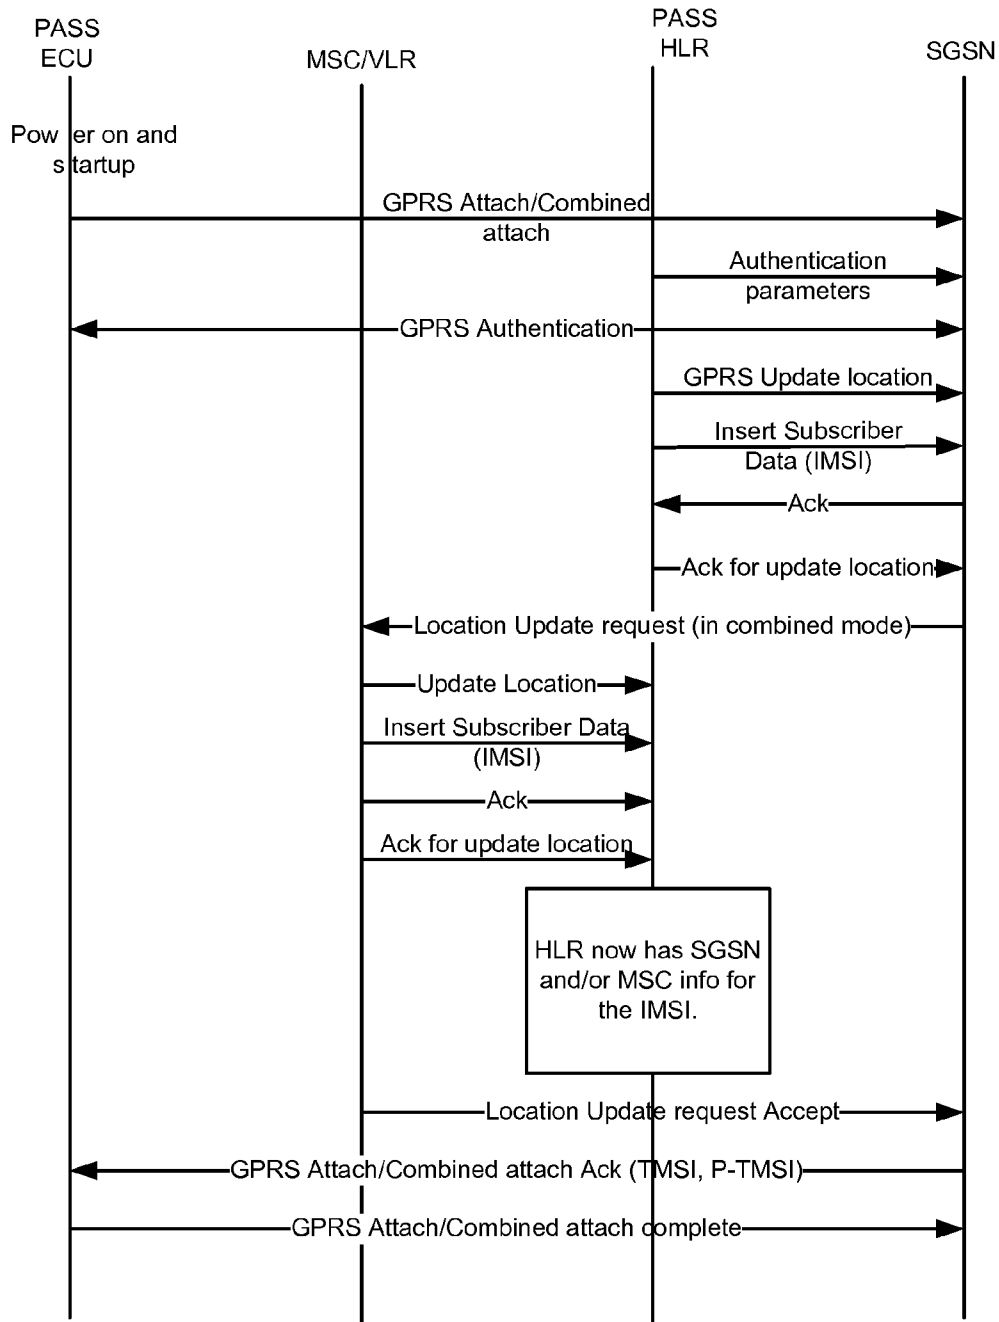 PASS
ECU
MSC/VLR
PASS
HLR
SGSN
Power on and
startup
GPRS Attach/Combined
attach
Authentication
parameters
GPRS Authentication
GPRS Update location
Insert Subscriber
Data (IMSI)
Ack
Ack for update location
Location Update request (in combined mode)
Update Location
Insert Subscriber Data
(IMSI)
Ack
Ack for update location
HLR now has SGSN
and/or MSC info for
the IMSI.
Location Update request Accept
GPRS Attach/Combined attach Ack (TMSI, P-TMSI)
GPRS Attach/Combined attach complete